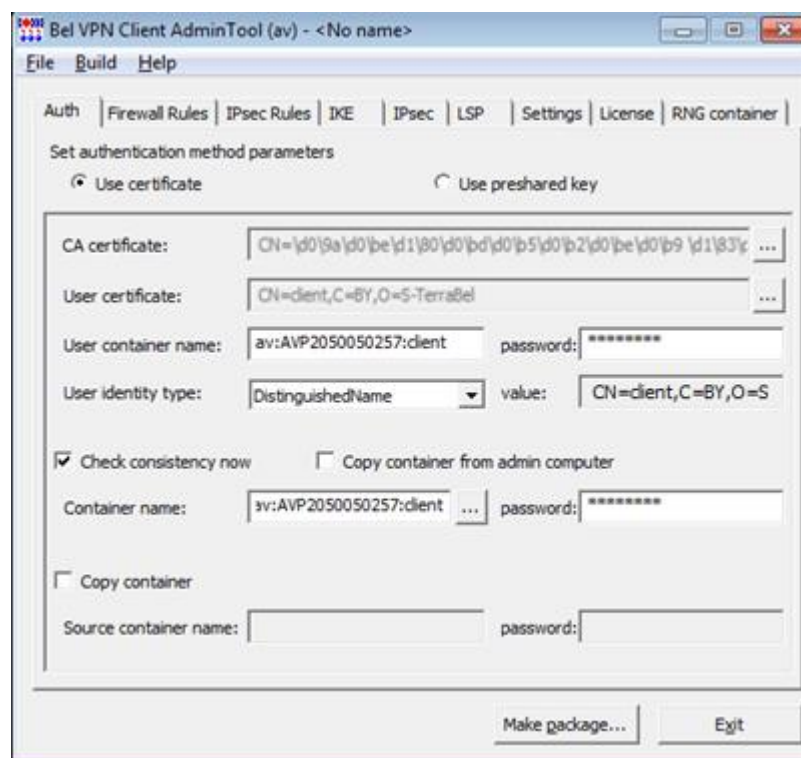 Bel VPN Client AdminTool (av) - <No name>
File Build Help
Auth Firewall Rules IPsec Rules IKE IPsec LSP Settings License RNG container
Set authentication method parameters
Use certificate Use preshared key
CA certificate: CN=\d0\9a\d0\be\d1\80\d0\bd\d0\b5\d0\b2\d0\be\d0\b9 \d1\83\ ...
User certificate: CN=client,C=BY,O=S-TerraBel ...
User container name: av:AVP2050050257:client password: ********
User identity type: DistinguishedName value: CN=client,C=BY,O=S
Check consistency now Copy container from admin computer
Container name: av:AVP2050050257:client ... password: ********
Copy container
Source container name: password:
Make package... Exit